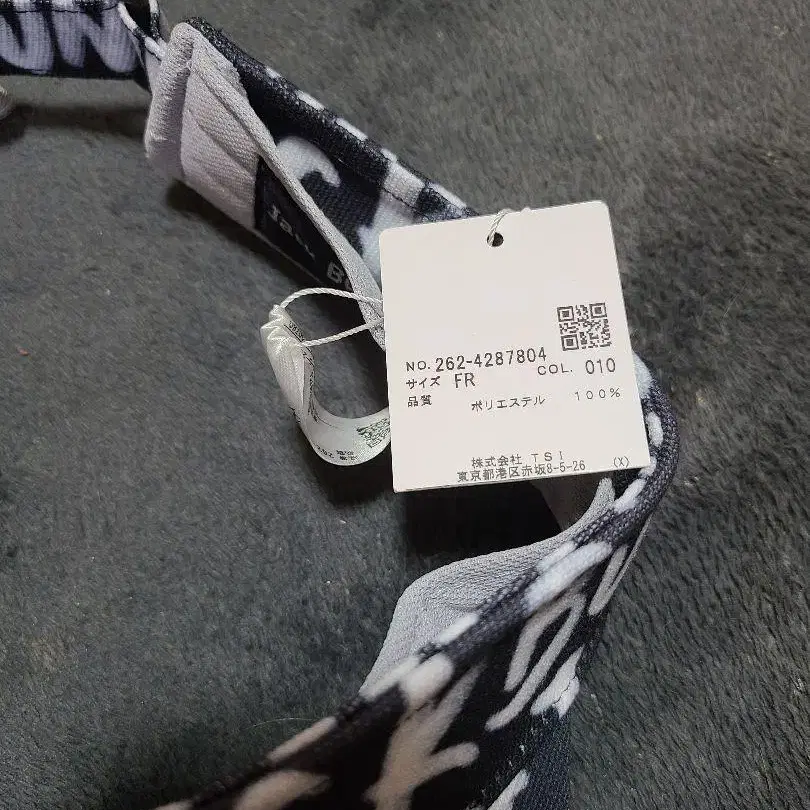 NO. 262-4287804
サイズ FR COL. 010
品質 ポリエステル 100%
株式会社 TSI
東京都港区赤坂8-5-26 (X)